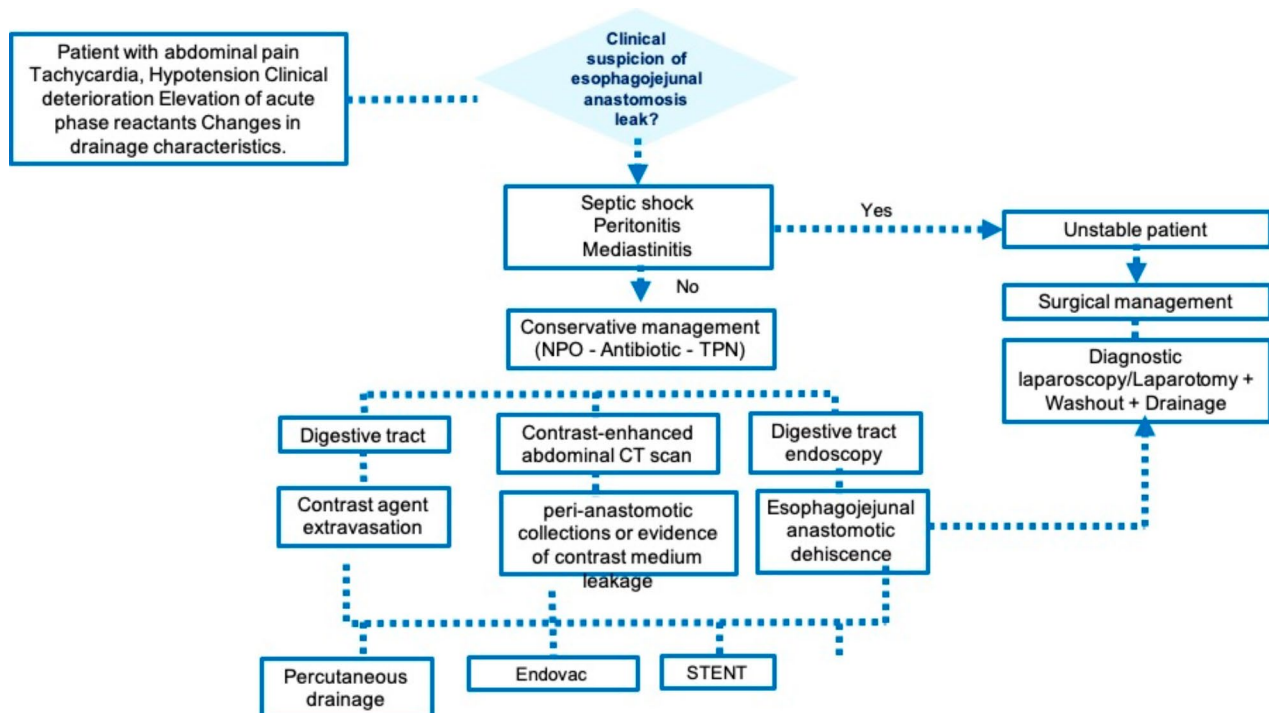 Patient with abdominal pain
Tachycardia, Hypotension Clinical
deterioration Elevation of acute
phase reactants Changes in
drainage characteristics.
Clinical
suspicion of
esophagojejunal
anastomosis
leak?
Septic shock
Peritonitis
Mediastinitis
Yes
Unstable patient
No
Surgical management
Conservative management
(NPO - Antibiotic - TPN)
Diagnostic
laparoscopy/Laparotomy +
Washout + Drainage
Digestive tract
Contrast-enhanced
abdominal CT scan
Digestive tract
endoscopy
Contrast agent
extravasation
peri-anastomotic
collections or evidence
of contrast medium
leakage
Esophagojejunal
anastomotic
dehiscence
Percutaneous
drainage
Endovac
STENT